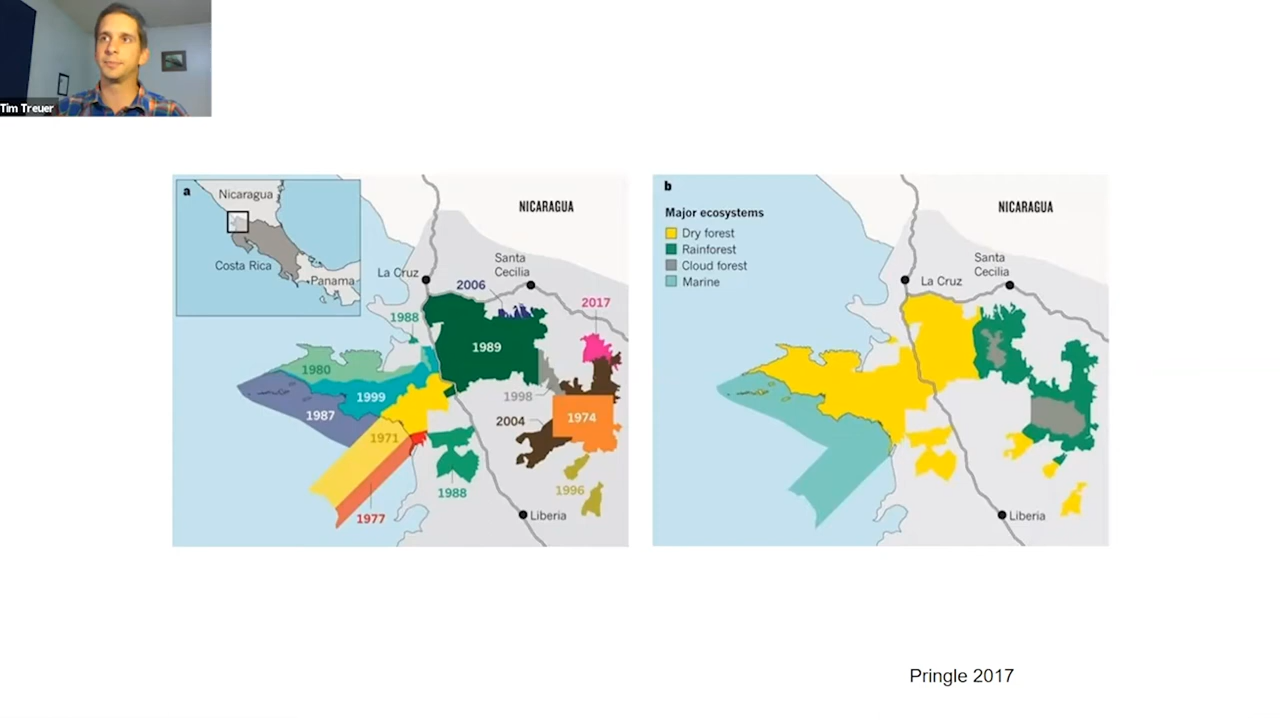 Tim Treuer
a
Nicaragua
Costa Rica
Panama
NICARAGUA
La Cruz
Santa
Cecilia
2006
2017
1988
1989
1980
1998
1999
1987
2004
1974
1971
1988
1996
1977
Liberia
b
NICARAGUA
Major ecosystems
Dry forest
Rainforest
Cloud forest
Marine
Santa
Cecilia
La Cruz
Liberia
Pringle 2017